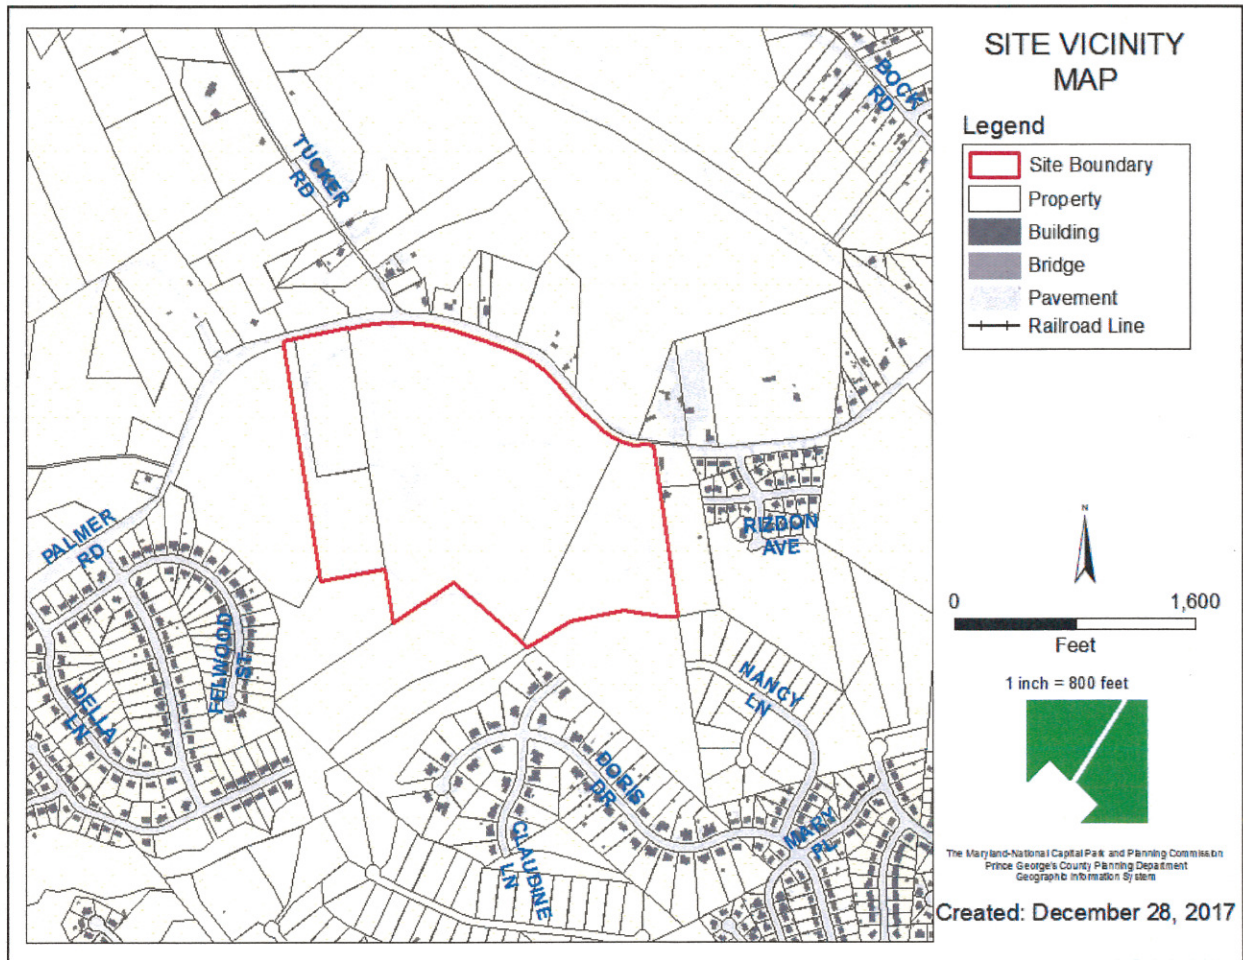 SITE VICINITY
MAP
Legend
Site Boundary
Property
Building
Bridge
Pavement
Railroad Line
BOCK
RD
TUCKER
RD
PALMER
RD
RIZDON
AVE
FELWOOD
ST
DELLA
LN
NANCY
LN
DORIS
DR
CLAUDINE
LN
MARY
PL
N
0 1,600
Feet
1 inch = 800 feet
The Maryland-National Capital Park and Planning Commission
Prince George's County Planning Department
Geographic Information System
Created: December 28, 2017